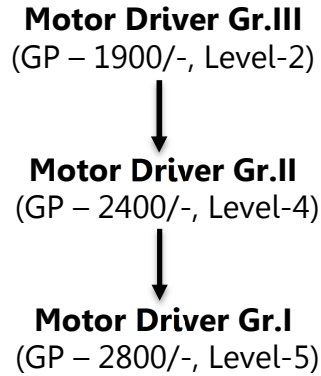 Motor Driver Gr.III
(GP – 1900/-, Level-2)
Motor Driver Gr.II
(GP – 2400/-, Level-4)
Motor Driver Gr.I
(GP – 2800/-, Level-5)